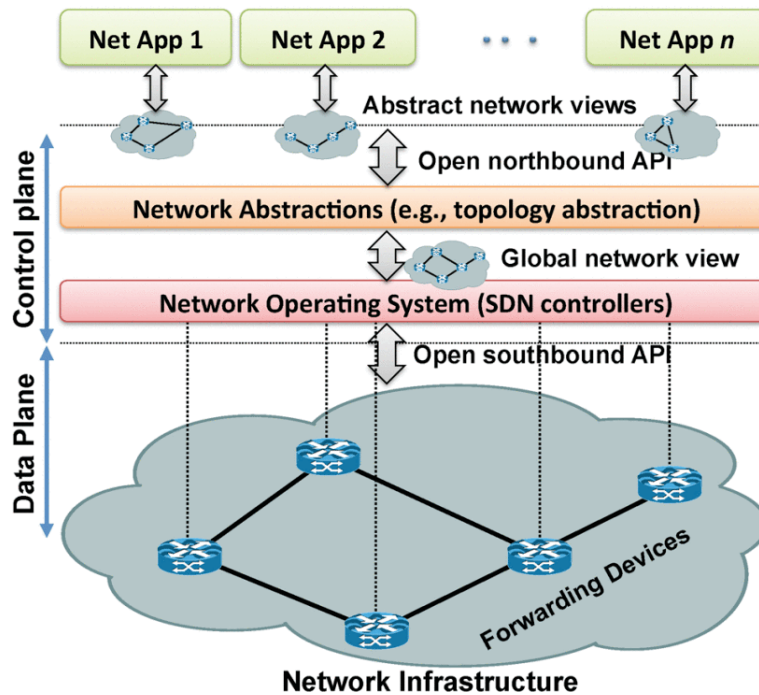 Net App 1
Net App 2
Net App n
Abstract network views
Open northbound API
Network Abstractions (e.g., topology abstraction)
Global network view
Network Operating System (SDN controllers)
Open southbound API
Control plane
Data Plane
Forwarding Devices
Network Infrastructure